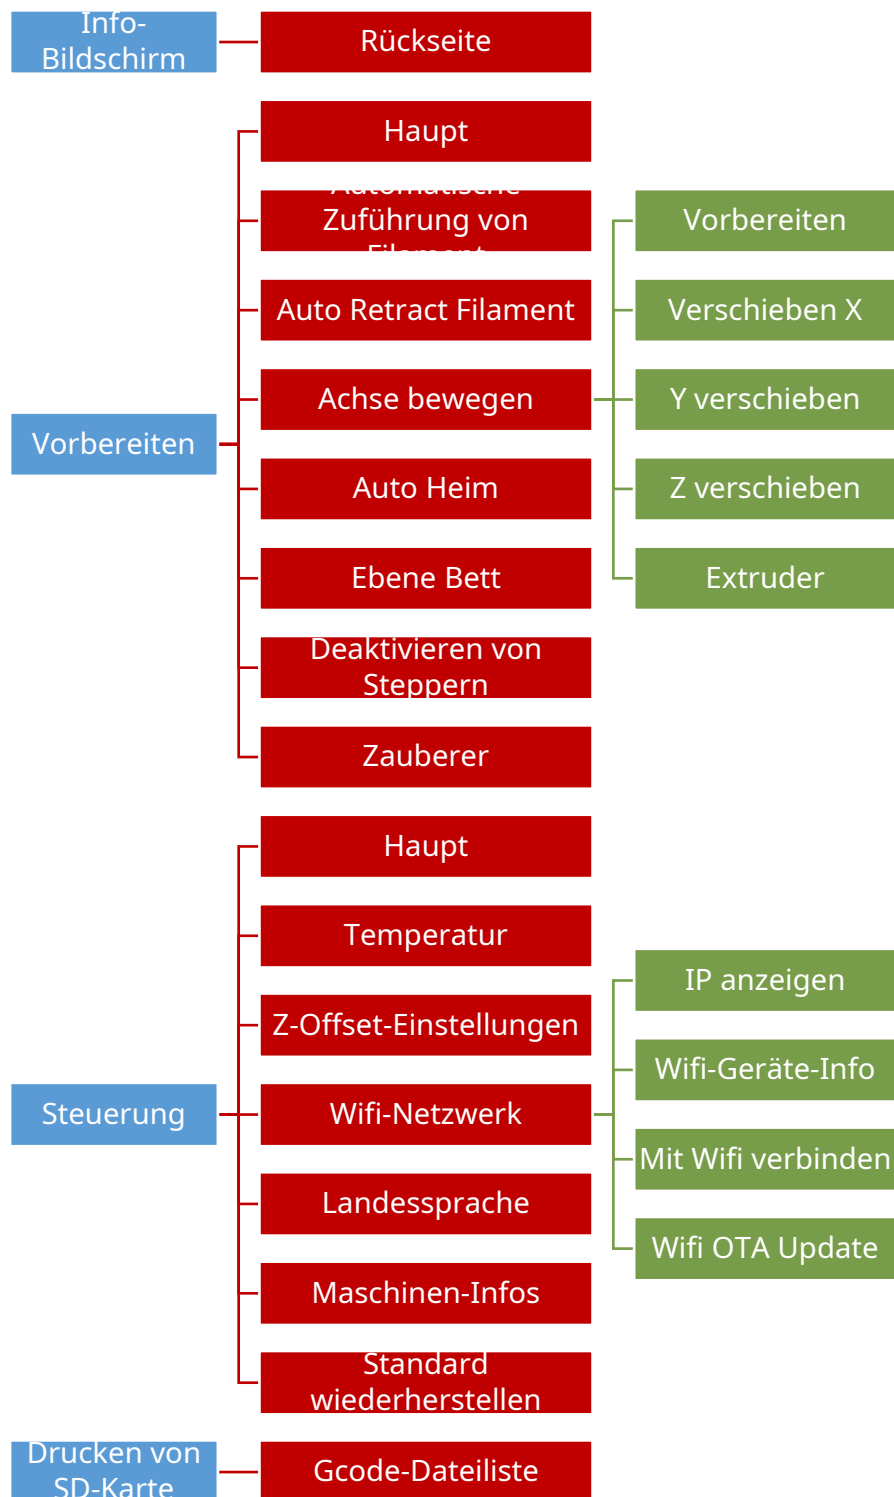 Info-
Bildschirm
Rückseite
Haupt
Automatische
Zuführung von
Filament
Vorbereiten
Auto Retract Filament
Verschieben X
Achse bewegen
Y verschieben
Vorbereiten
Auto Heim
Z verschieben
Ebene Bett
Extruder
Deaktivieren von
Steppern
Zauberer
Haupt
Temperatur
IP anzeigen
Z-Offset-Einstellungen
Wifi-Geräte-Info
Steuerung
Wifi-Netzwerk
Mit Wifi verbinden
Landessprache
Wifi OTA Update
Maschinen-Infos
Standard
wiederherstellen
Drucken von
SD-Karte
Gcode-Dateiliste